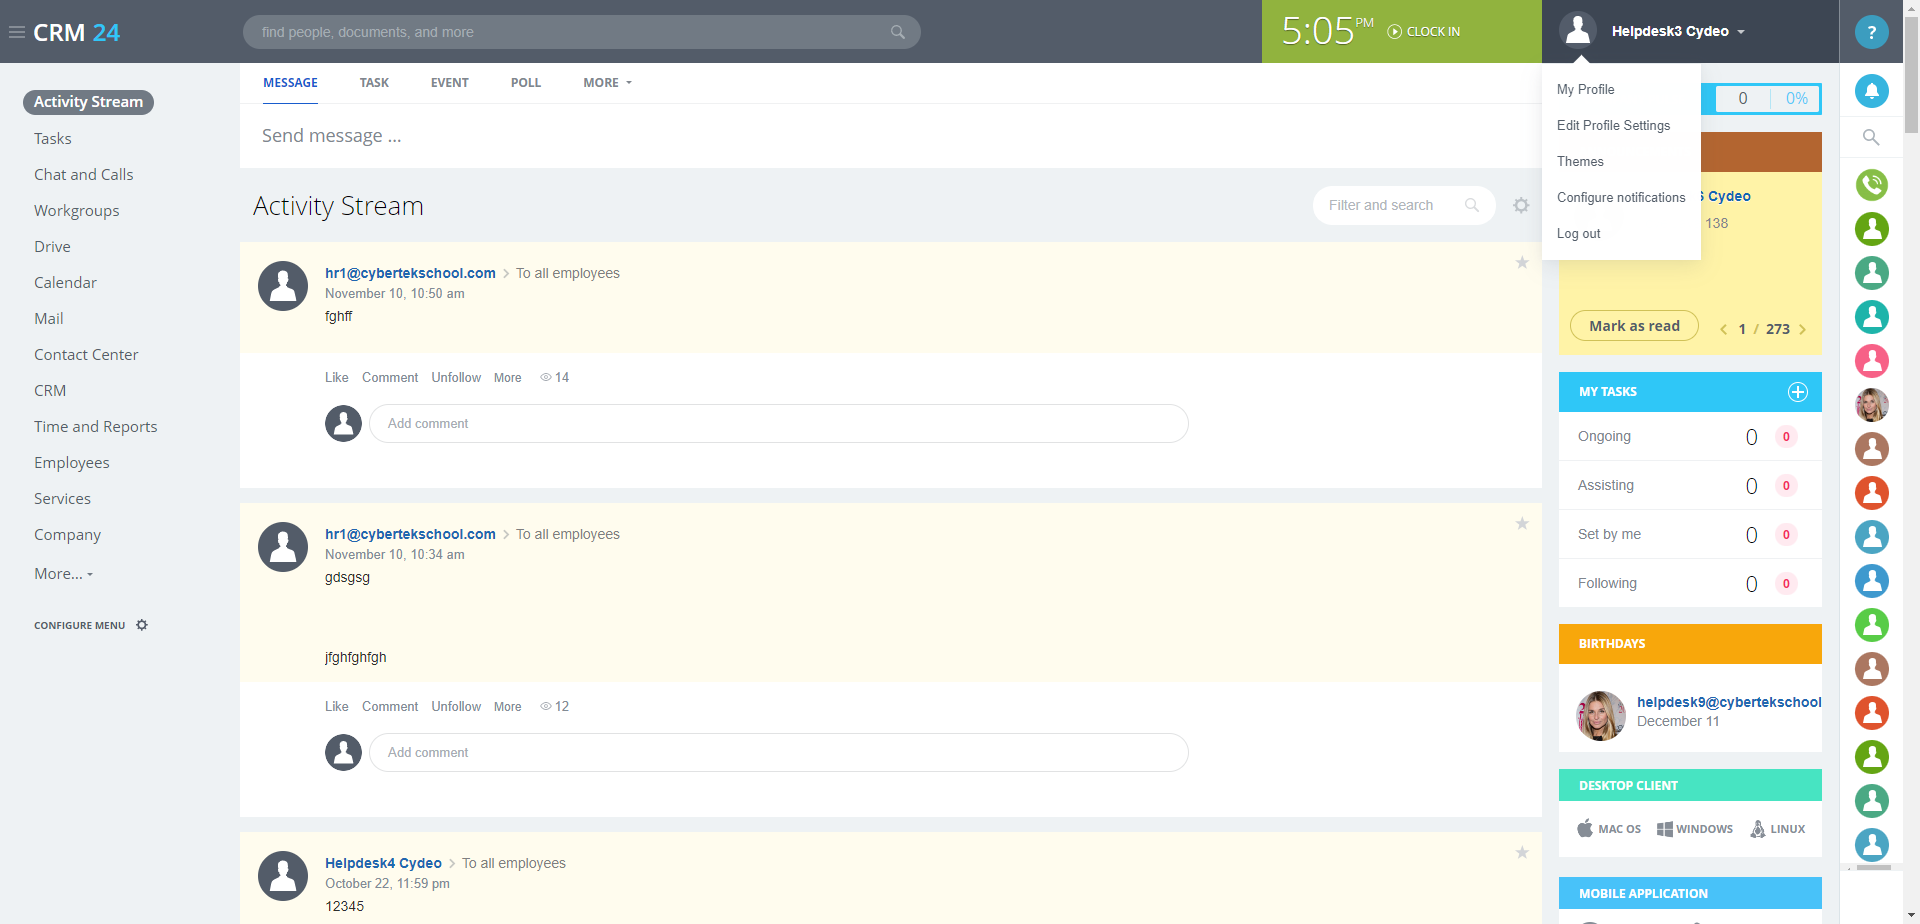 CRM 24
find people, documents, and more
5:05 PM
CLOCK IN
Helpdesk3 Cydeo
?
Activity Stream
Tasks
Chat and Calls
Workgroups
Drive
Calendar
Mail
Contact Center
CRM
Time and Reports
Employees
Services
Company
More...
CONFIGURE MENU
MESSAGE
TASK
EVENT
POLL
MORE
Send message ...
Activity Stream
Filter and search
hr1@cybertekschool.com
To all employees
November 10, 10:50 am
fghff
Like Comment Unfollow More 14
Add comment
hr1@cybertekschool.com
To all employees
November 10, 10:34 am
gdsgsg
jfghfghfgh
Like Comment Unfollow More 12
Add comment
Helpdesk4 Cydeo
To all employees
October 22, 11:59 pm
12345
My Profile
Edit Profile Settings
Themes
Configure notifications
Log out
0 0%
Cydeo
138
Mark as read
1 / 273
MY TASKS
Ongoing 0 0
Assisting 0 0
Set by me 0 0
Following 0 0
BIRTHDAYS
helpdesk9@cybertekschool
December 11
DESKTOP CLIENT
MAC OS
WINDOWS
LINUX
MOBILE APPLICATION